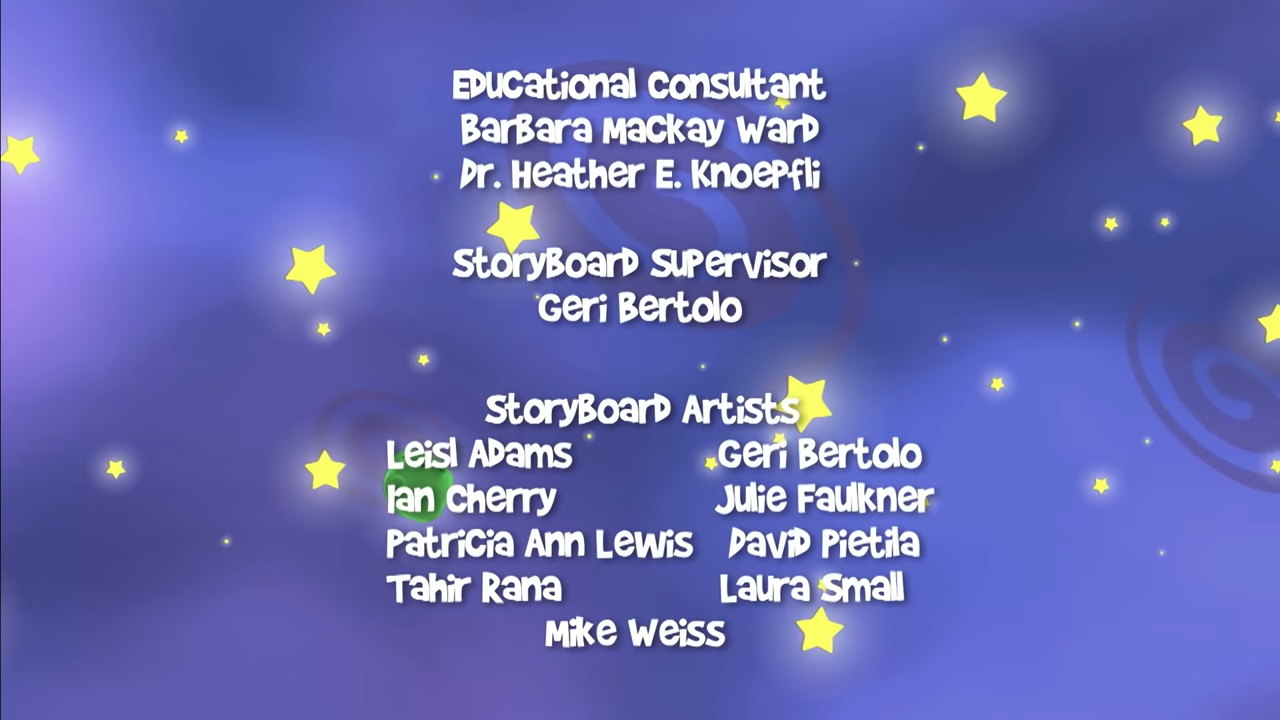 Educational Consultant
Barbara Mackay Ward
Dr. Heather E. Knoepfli
Storyboard Supervisor
Geri Bertolo
Storyboard Artists
Leisl Adams Geri Bertolo
Ian Cherry Julie Faulkner
Patricia Ann Lewis David Pietila
Tahir Rana Laura Small
Mike Weiss